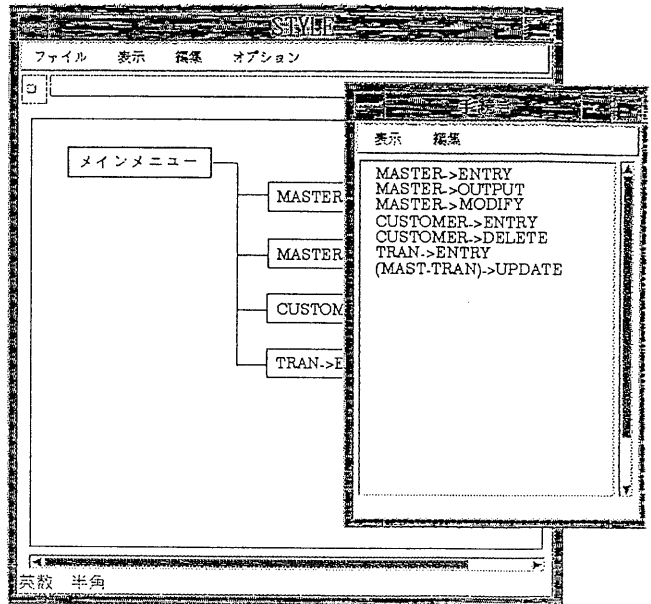 STYLE
ファイル 表示 編集 オプション
メインメニュー
MASTER
MASTER
CUSTOM
TRAN->E
英数 半角
表示 編集
MASTER->ENTRY
MASTER->OUTPUT
MASTER->MODIFY
CUSTOMER->ENTRY
CUSTOMER->DELETE
TRAN->ENTRY
(MAST-TRAN)->UPDATE